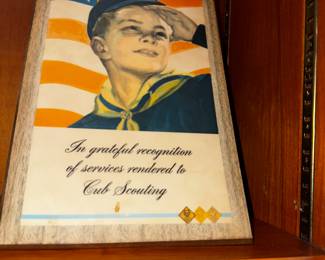 In grateful recognition
of services rendered to
Cub Scouting